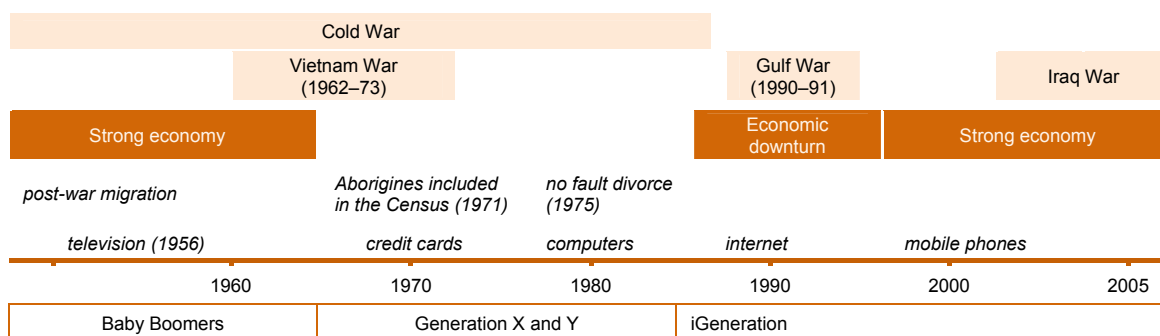 Cold War
Vietnam War
(1962–73)
Gulf War
(1990–91)
Iraq War
Strong economy
Economic
downturn
Strong economy
post-war migration
Aborigines included
in the Census (1971)
no fault divorce
(1975)
television (1956)
credit cards
computers
internet
mobile phones
1960
1970
1980
1990
2000
2005
Baby Boomers
Generation X and Y
iGeneration